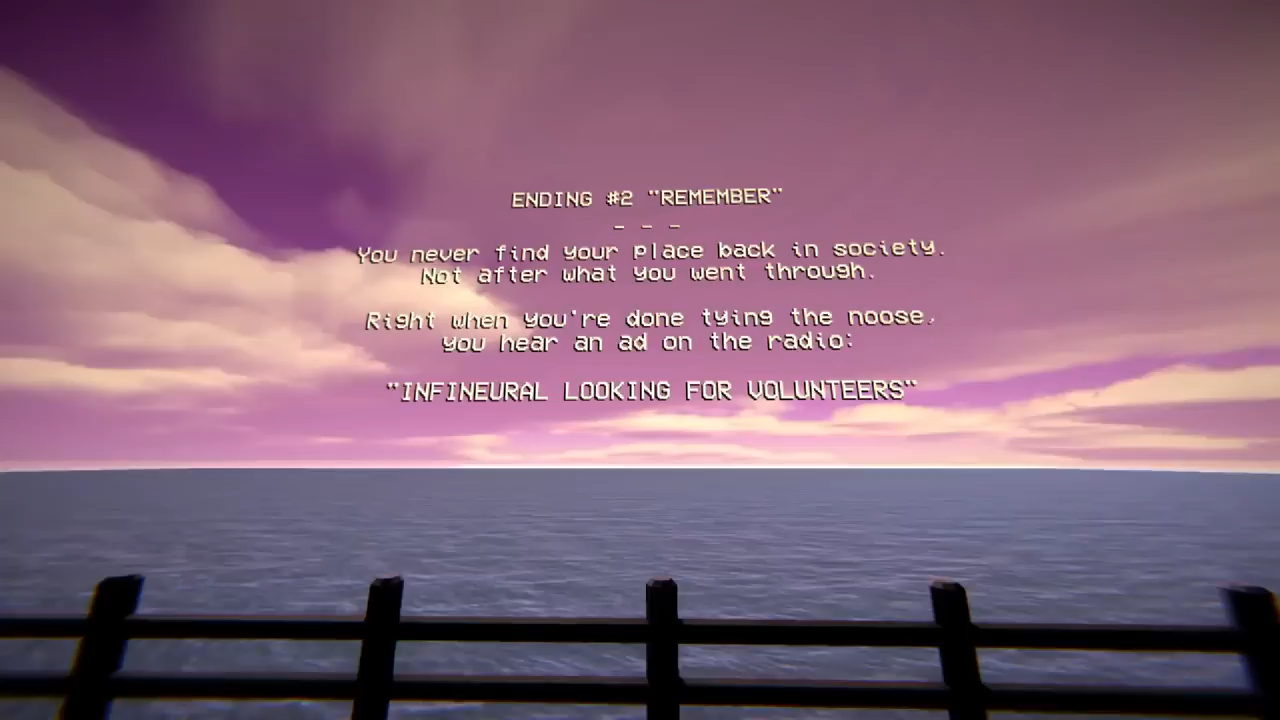 ENDING #2 "REMEMBER"
- - -
You never find your place back in society.
Not after what you went through.
Right when you're done tying the noose,
you hear an ad on the radio:
"INFINEURAL LOOKING FOR VOLUNTEERS"